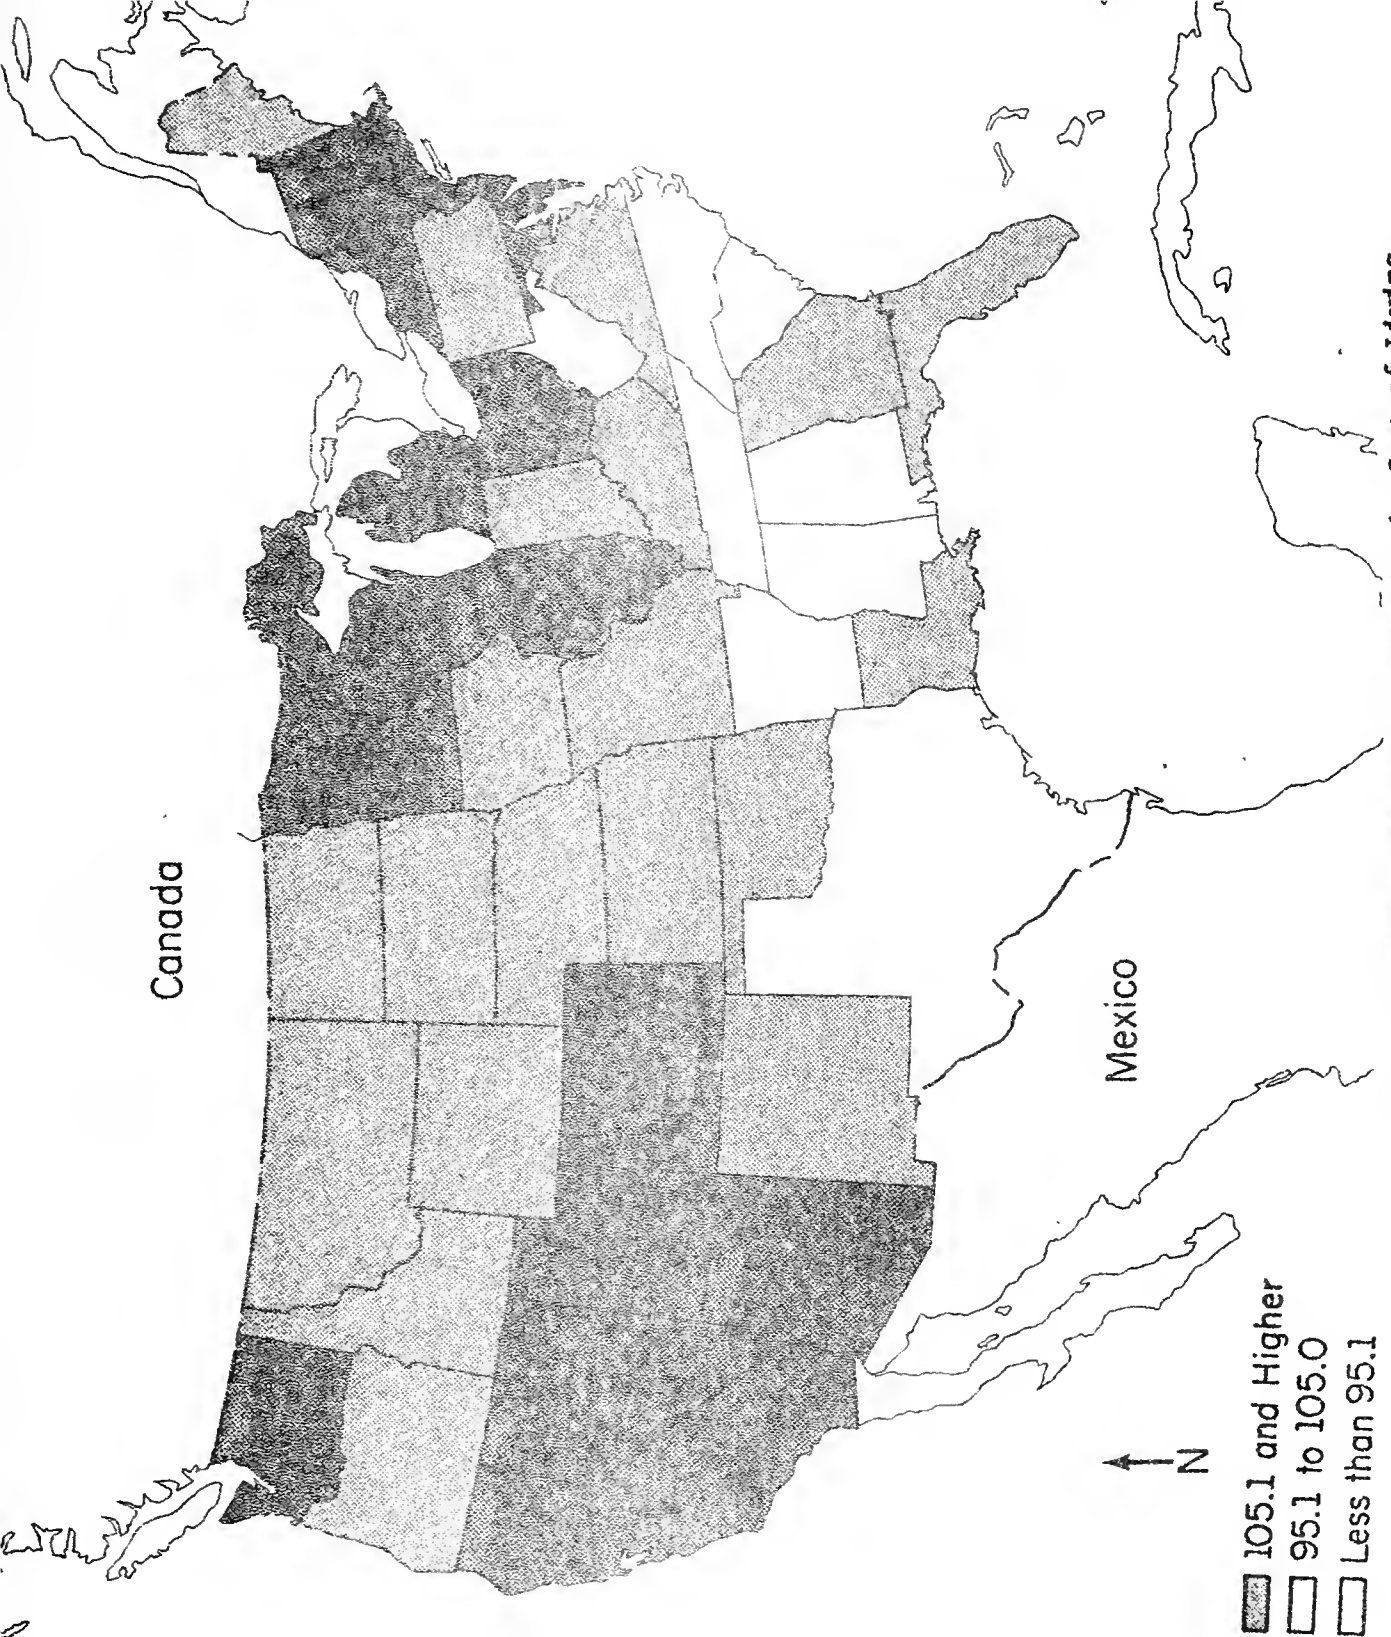 Canada
Mexico
N
105.1 and Higher
95.1 to 105.0
Less than 95.1